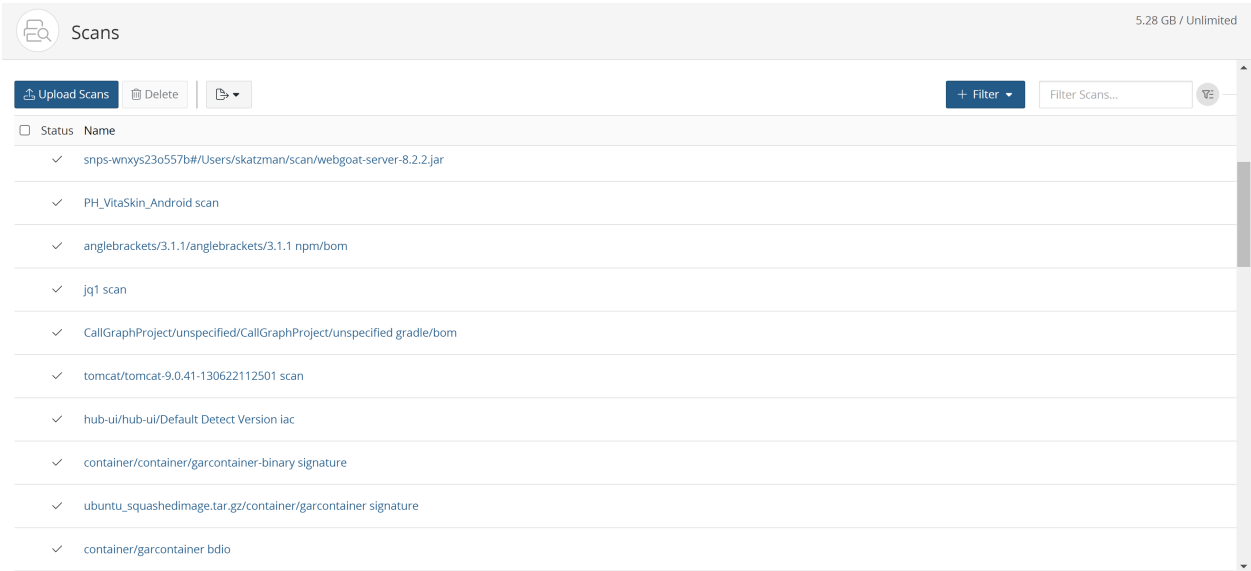 Scans
5.28 GB / Unlimited
Upload Scans Delete + Filter Filter Scans...
Status Name
snps-wnxys23o557b#/Users/skatzman/scan/webgoat-server-8.2.2.jar
PH_VitaSkin_Android scan
anglebrackets/3.1.1/anglebrackets/3.1.1 npm/bom
jq1 scan
CallGraphProject/unspecified/CallGraphProject/unspecified gradle/bom
tomcat/tomcat-9.0.41-130622112501 scan
hub-ui/hub-ui/Default Detect Version iac
container/container/garcontainer-binary signature
ubuntu_squashedimage.tar.gz/container/garcontainer signature
container/garcontainer bdio